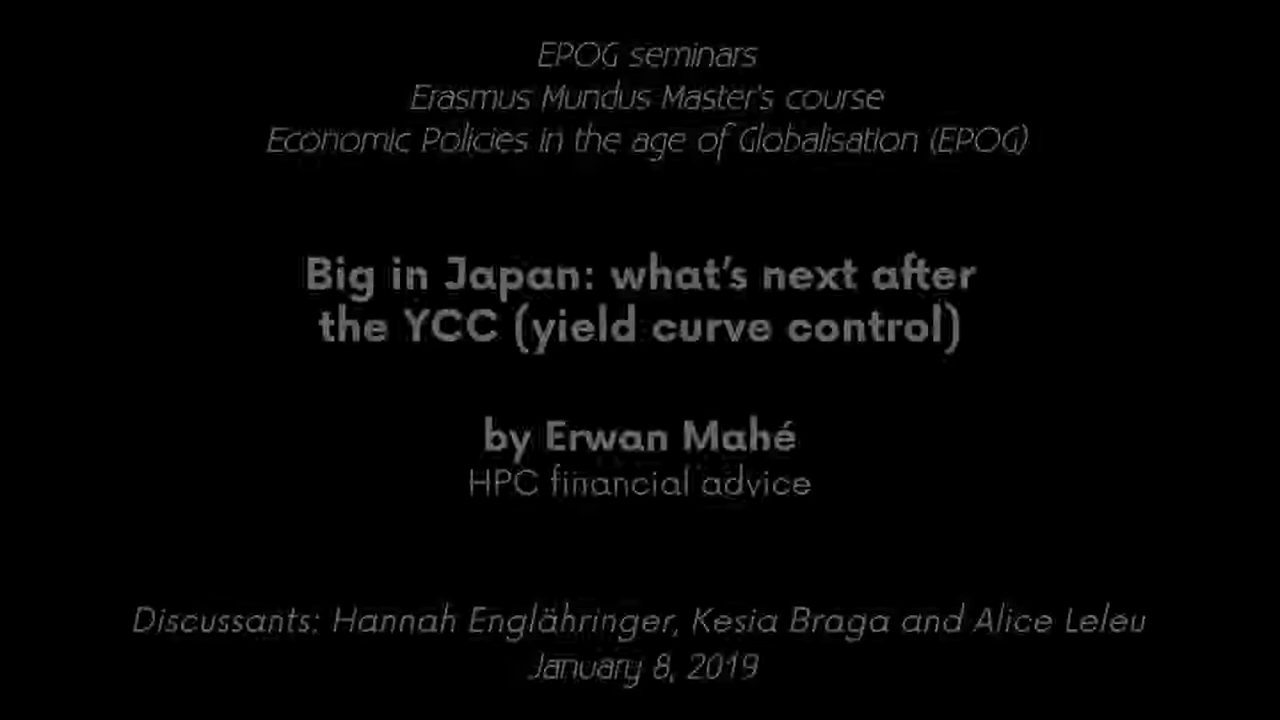 EPOG seminars
Erasmus Mundus Master's course
Economic Policies in the age of Globalisation (EPOG)
Big in Japan: what's next after
the YCC (yield curve control)
by Erwan Mahé
HPC financial advice
Discussants: Hannah Englähringer, Kesia Braga and Alice Leleu
January 8, 2019